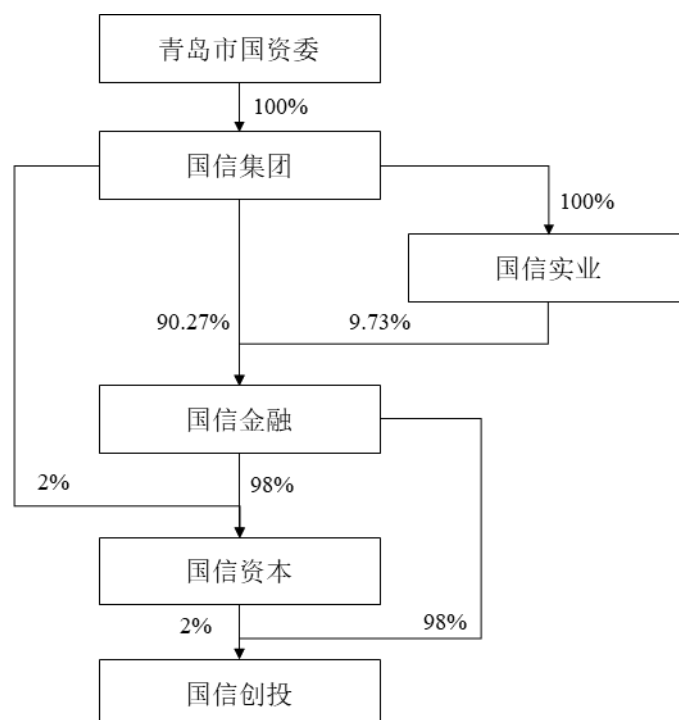 青岛市国资委
100%
国信集团
100%
国信实业
90.27%
9.73%
国信金融
2%
98%
国信资本
2%
98%
国信创投